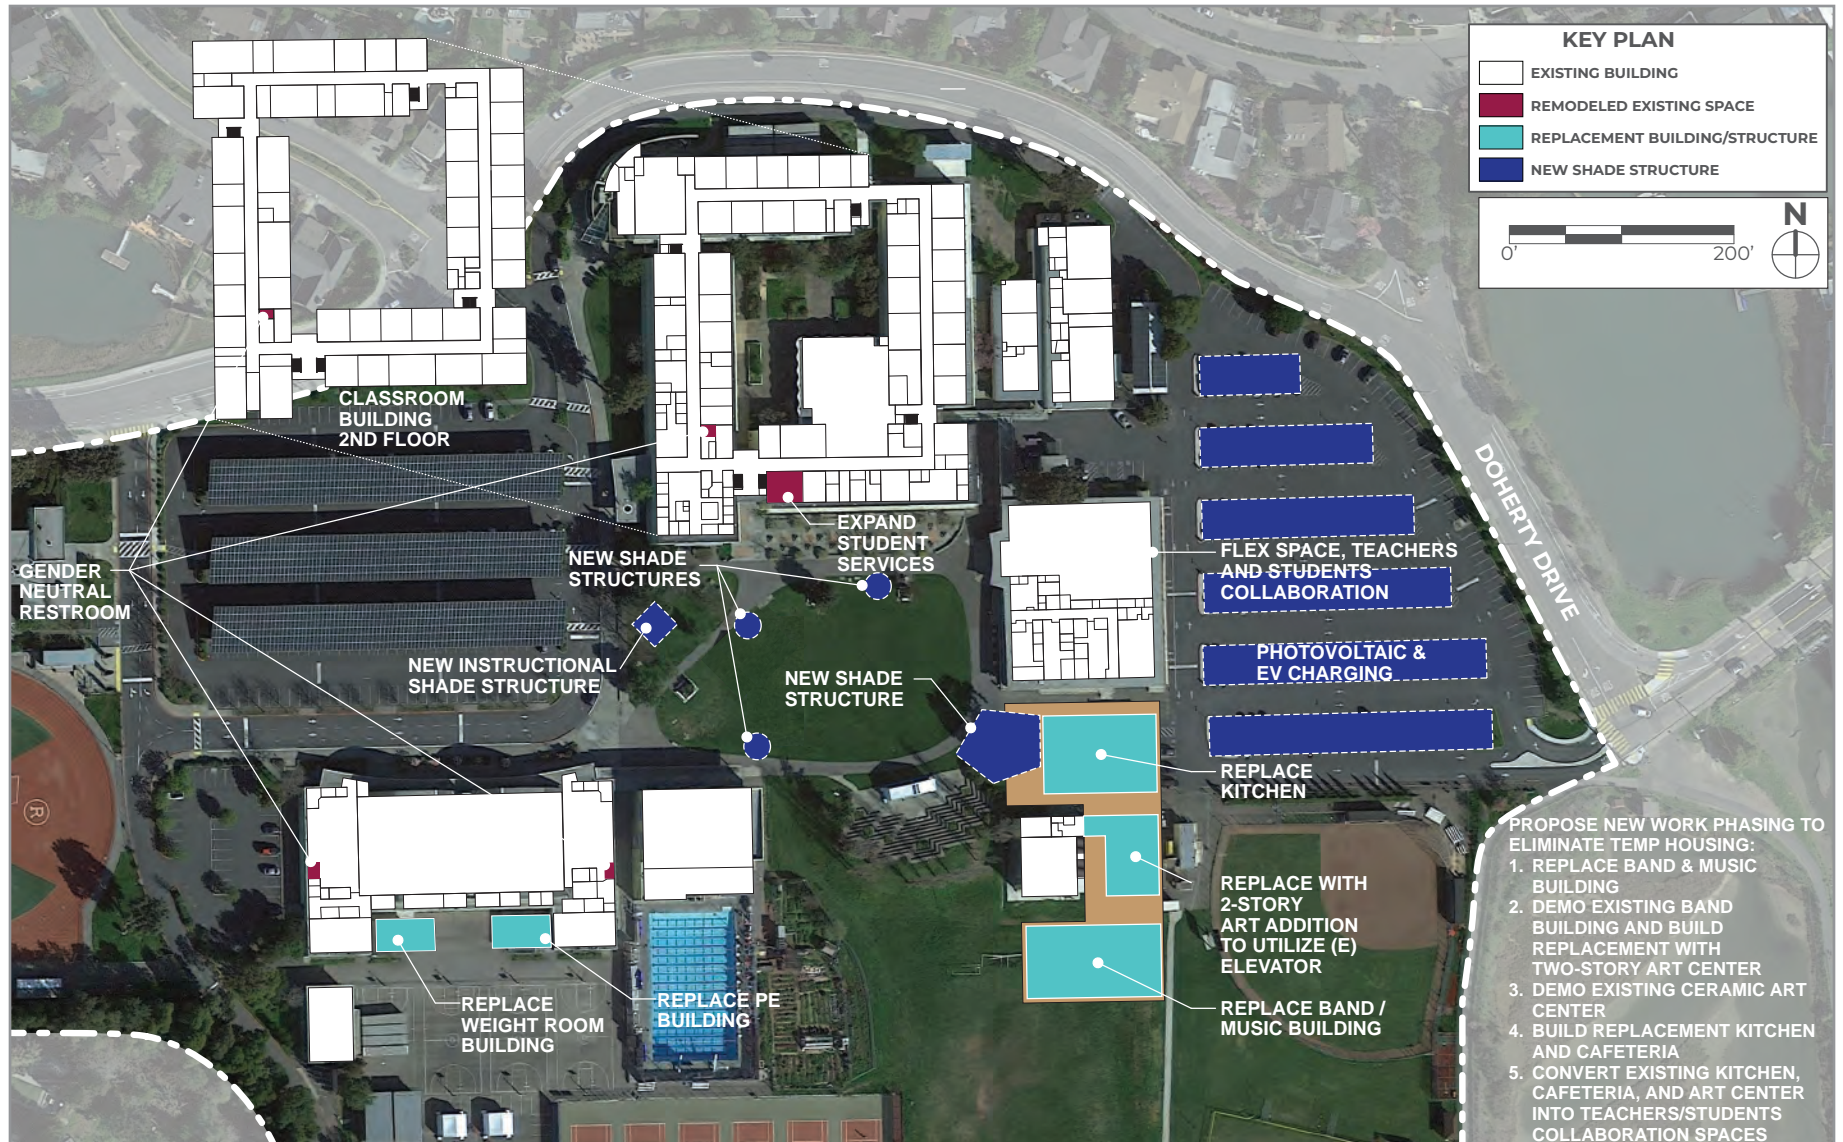 KEY PLAN
EXISTING BUILDING
REMODELED EXISTING SPACE
REPLACEMENT BUILDING/STRUCTURE
NEW SHADE STRUCTURE
N
0'
200'
CLASSROOM
BUILDING
2ND FLOOR
DOHERTY DRIVE
EXPAND
STUDENT
SERVICES
NEW SHADE
STRUCTURES
FLEX SPACE, TEACHERS
AND STUDENTS
COLLABORATION
GENDER
NEUTRAL
RESTROOM
NEW INSTRUCTIONAL
SHADE STRUCTURE
NEW SHADE
STRUCTURE
PHOTOVOLTAIC &
EV CHARGING
REPLACE
KITCHEN
R
REPLACE WITH
2-STORY
ART ADDITION
TO UTILIZE (E)
ELEVATOR
REPLACE
WEIGHT ROOM
BUILDING
REPLACE PE
BUILDING
REPLACE BAND /
MUSIC BUILDING
PROPOSE NEW WORK PHASING TO
ELIMINATE TEMP HOUSING:
1. REPLACE BAND & MUSIC
BUILDING
2. DEMO EXISTING BAND
BUILDING AND BUILD
REPLACEMENT WITH
TWO-STORY ART CENTER
3. DEMO EXISTING CERAMIC ART
CENTER
4. BUILD REPLACEMENT KITCHEN
AND CAFETERIA
5. CONVERT EXISTING KITCHEN,
CAFETERIA, AND ART CENTER
INTO TEACHERS/STUDENTS
COLLABORATION SPACES